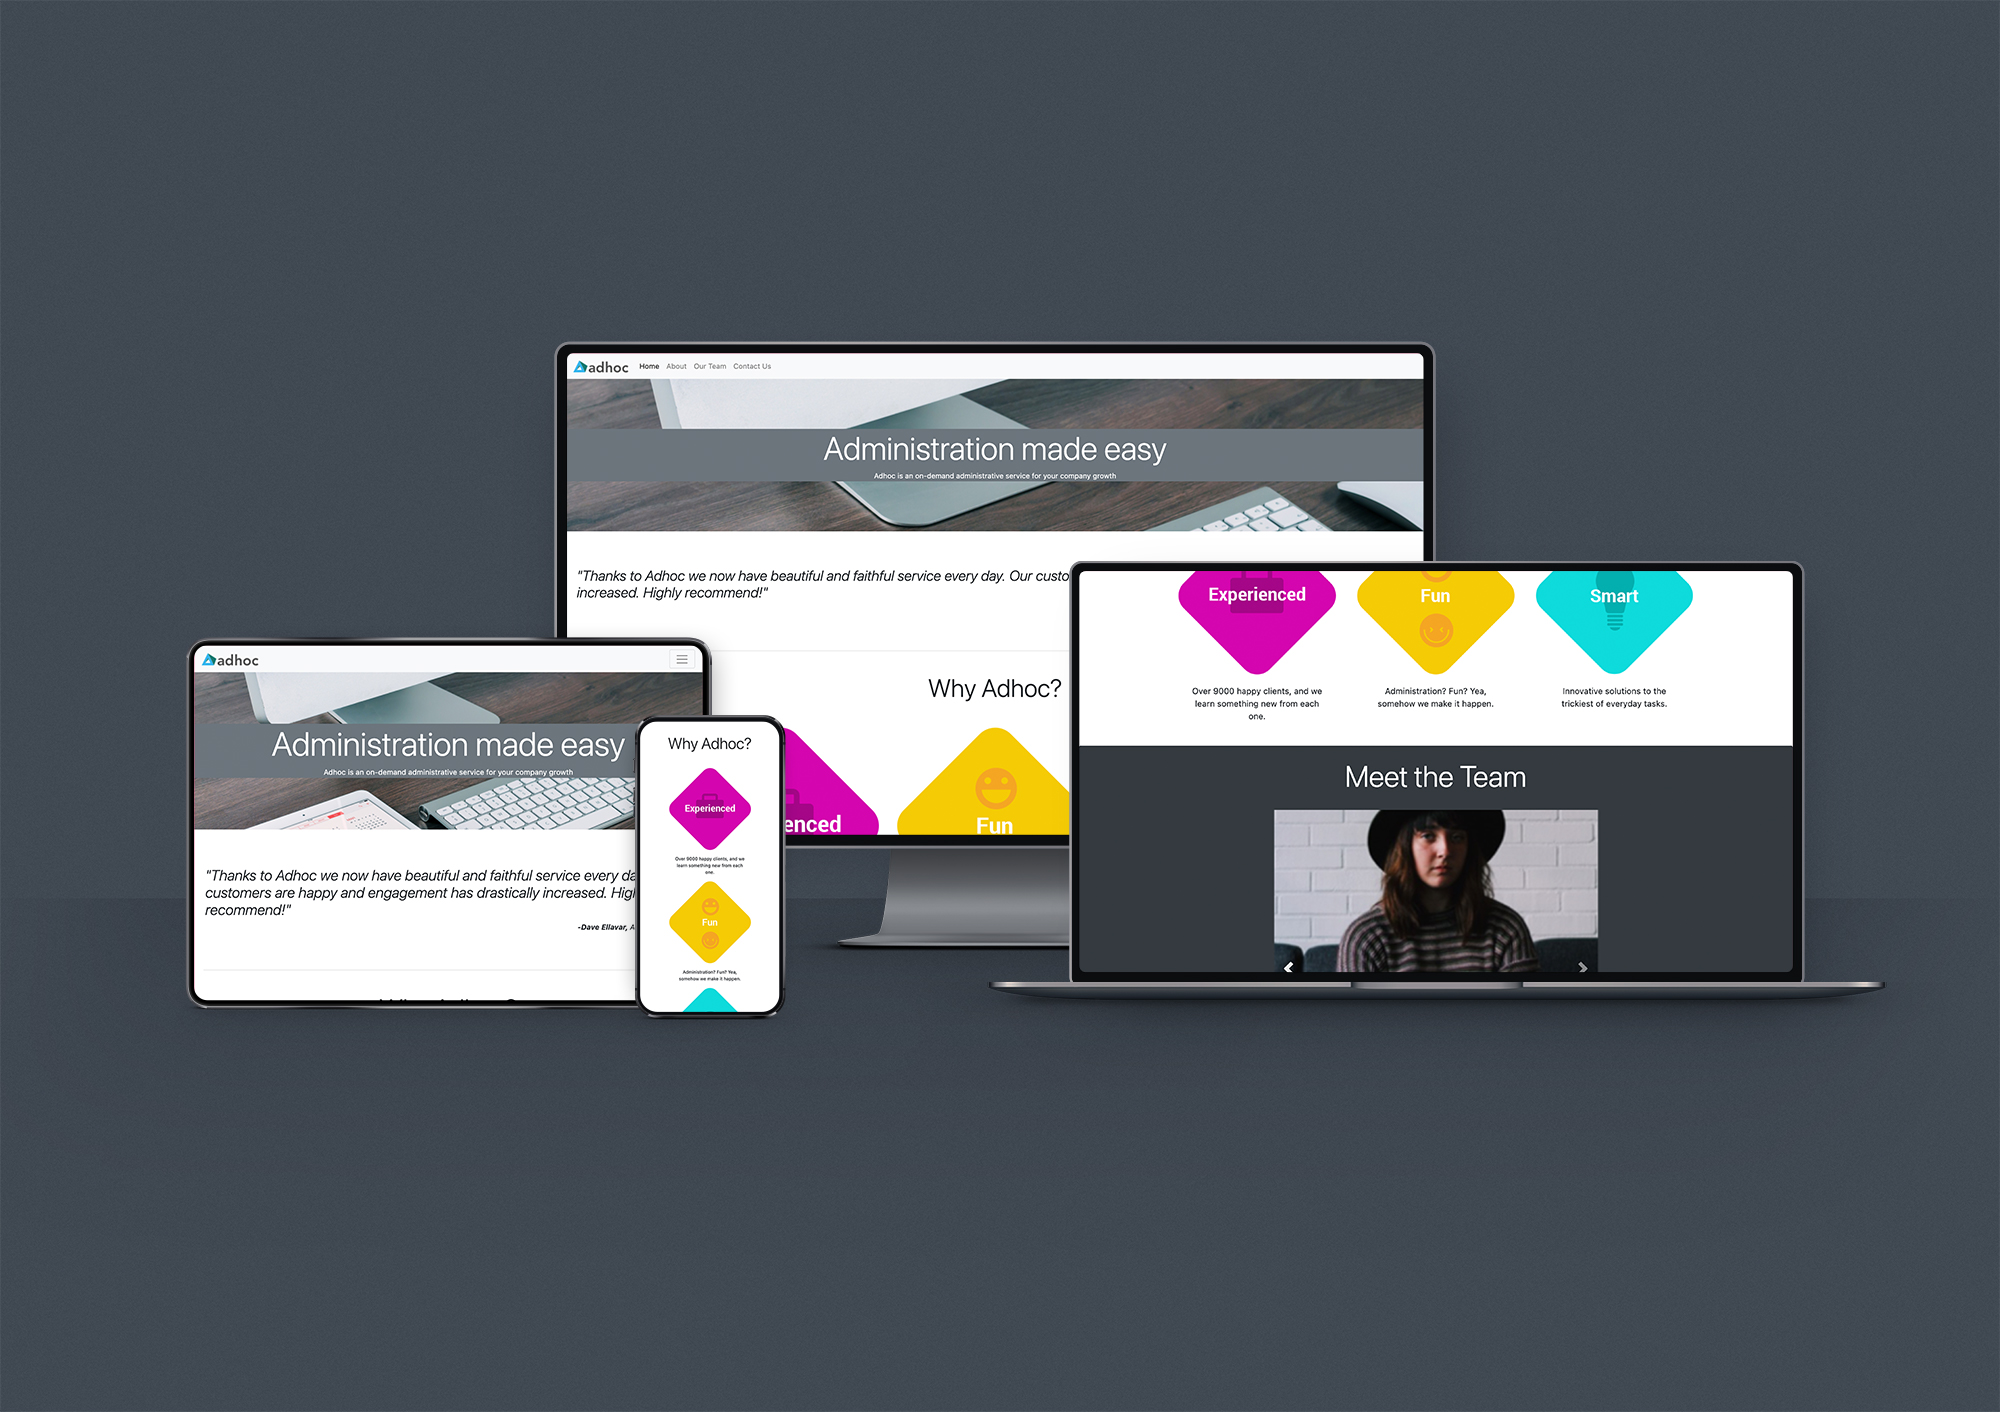 adhoc Home About Our Team Contact Us
Administration made easy
Adhoc is an on-demand administrative service for your company growth
"Thanks to Adhoc we now have beautiful and faithful service every day. Our custo
increased. Highly recommend!"
Why Adhoc?
enced
Fun
adhoc
Administration made easy
Adhoc is an on-demand administrative service for your company growth
"Thanks to Adhoc we now have beautiful and faithful service every da
customers are happy and engagement has drastically increased. Hig
recommend!"
-Dave Ellavar, A
Why Adhoc?
Experienced
Over 9000 happy clients, and we
learn something new from each
one.
Fun
Administration? Fun? Yea,
somehow we make it happen.
Experienced
Fun
Smart
Over 9000 happy clients, and we
learn something new from each
one.
Administration? Fun? Yea,
somehow we make it happen.
Innovative solutions to the
trickiest of everyday tasks.
Meet the Team